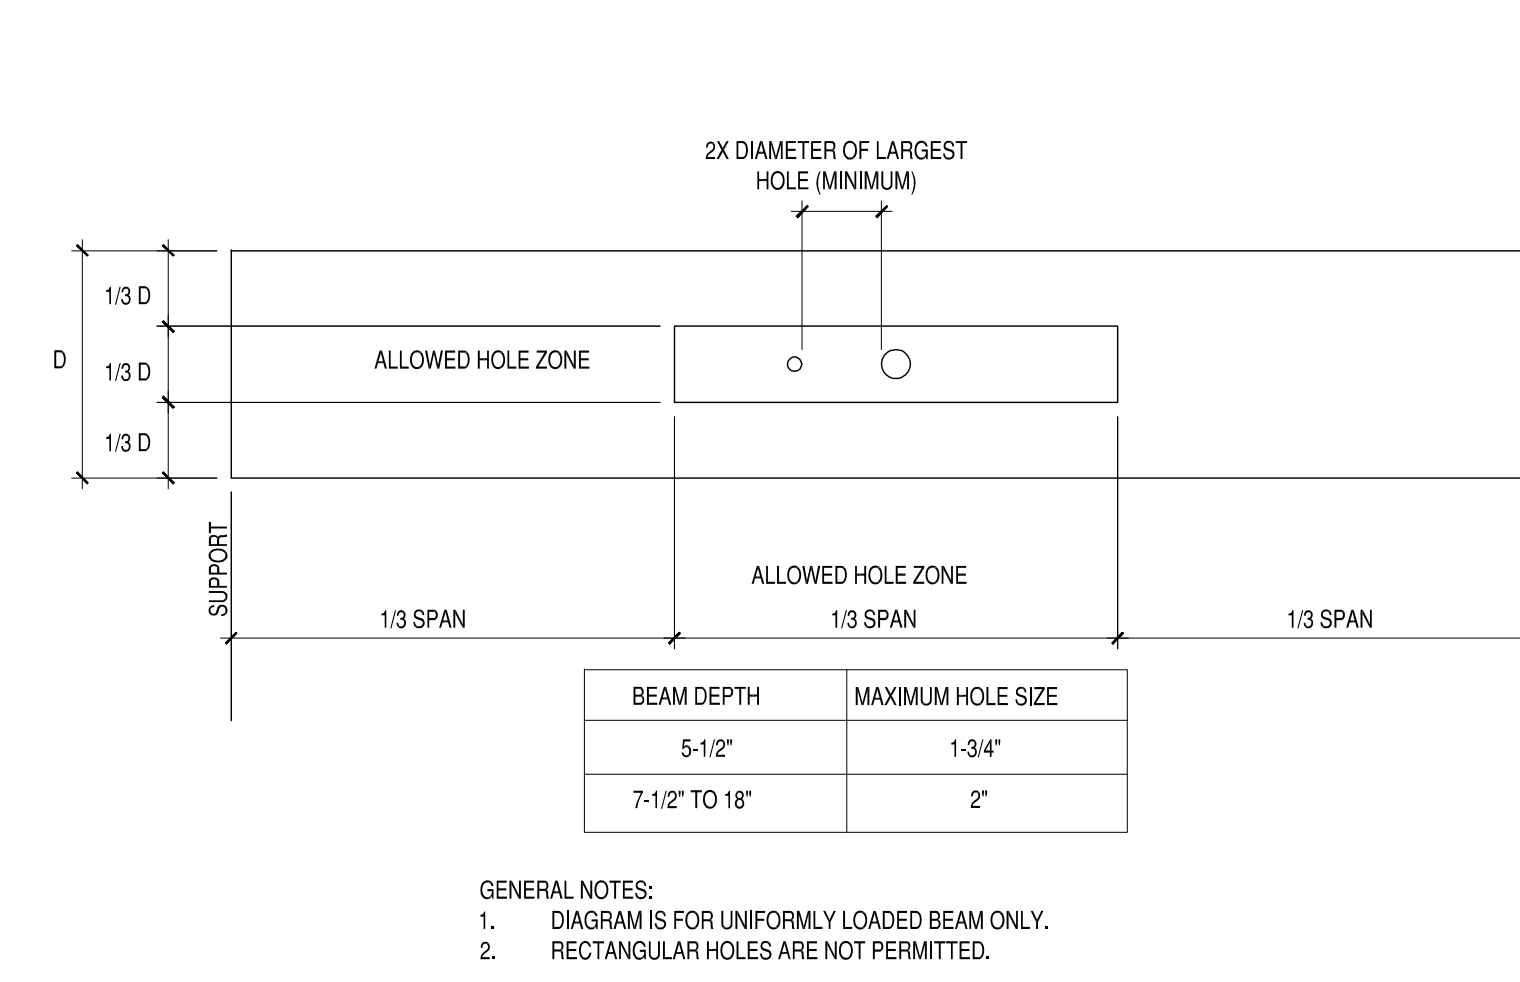 2X DIAMETER OF LARGEST
HOLE (MINIMUM)
1/3 D
D
ALLOWED HOLE ZONE
1/3 D
1/3 D
SUPPORT
ALLOWED HOLE ZONE
1/3 SPAN
1/3 SPAN
1/3 SPAN
BEAM DEPTH MAXIMUM HOLE SIZE
5-1/2" 1-3/4"
7-1/2" TO 18" 2"
GENERAL NOTES:
1. DIAGRAM IS FOR UNIFORMLY LOADED BEAM ONLY.
2. RECTANGULAR HOLES ARE NOT PERMITTED.